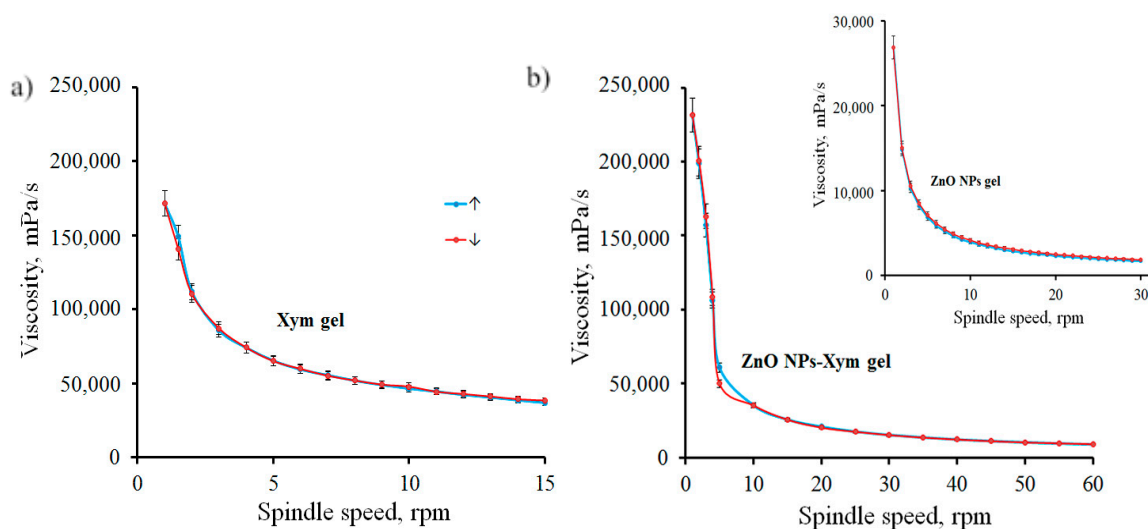 a)
Viscosity, mPa/s
250,000
200,000
150,000
100,000
50,000
0
↑
↓
Xym gel
0 5 10 15
Spindle speed, rpm
b)
Viscosity, mPa/s
250,000
200,000
150,000
100,000
50,000
0
ZnO NPs-Xym gel
0 10 20 30 40 50 60
Spindle speed, rpm
Viscosity, mPa/s
30,000
20,000
10,000
0
ZnO NPs gel
0 10 20 30
Spindle speed, rpm